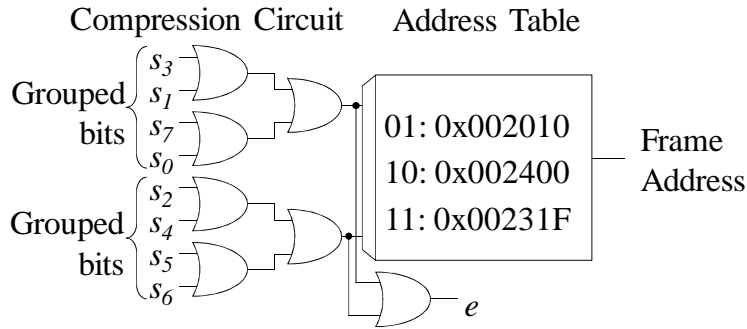 Compression Circuit
Address Table
Grouped
bits
s3
s1
s7
s0
Grouped
bits
s2
s4
s5
s6
01: 0x002010
10: 0x002400
11: 0x00231F
Frame
Address
e